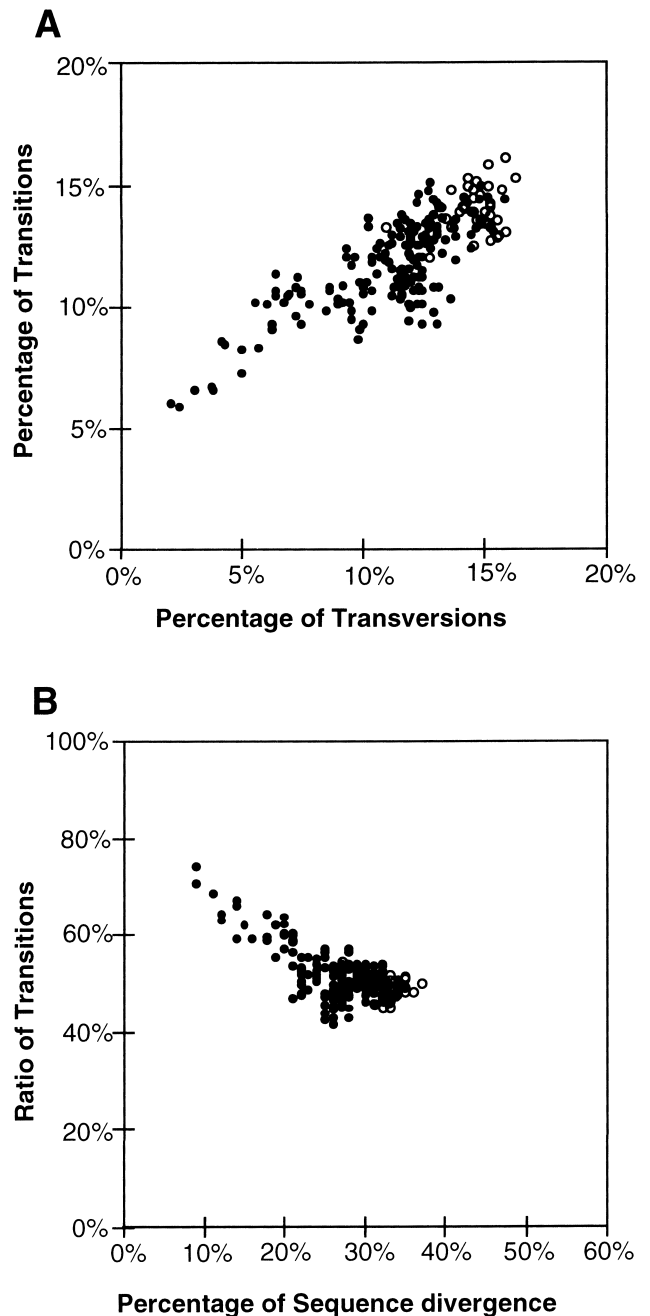 A
20%
15%
10%
5%
0%
Percentage of Transitions
0% 5% 10% 15% 20%
Percentage of Transversions
B
100%
80%
60%
40%
20%
0%
Ratio of Transitions
0% 10% 20% 30% 40% 50% 60%
Percentage of Sequence divergence